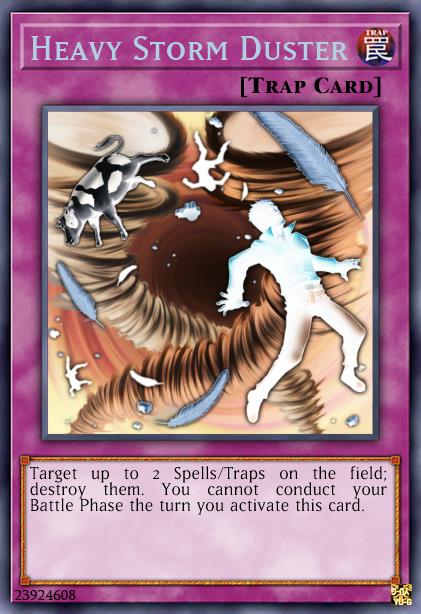 Heavy Storm Duster
TRAP
罠
[Trap Card]
Target up to 2 Spells/Traps on the field;
destroy them. You cannot conduct your
Battle Phase the turn you activate this card.
23924608